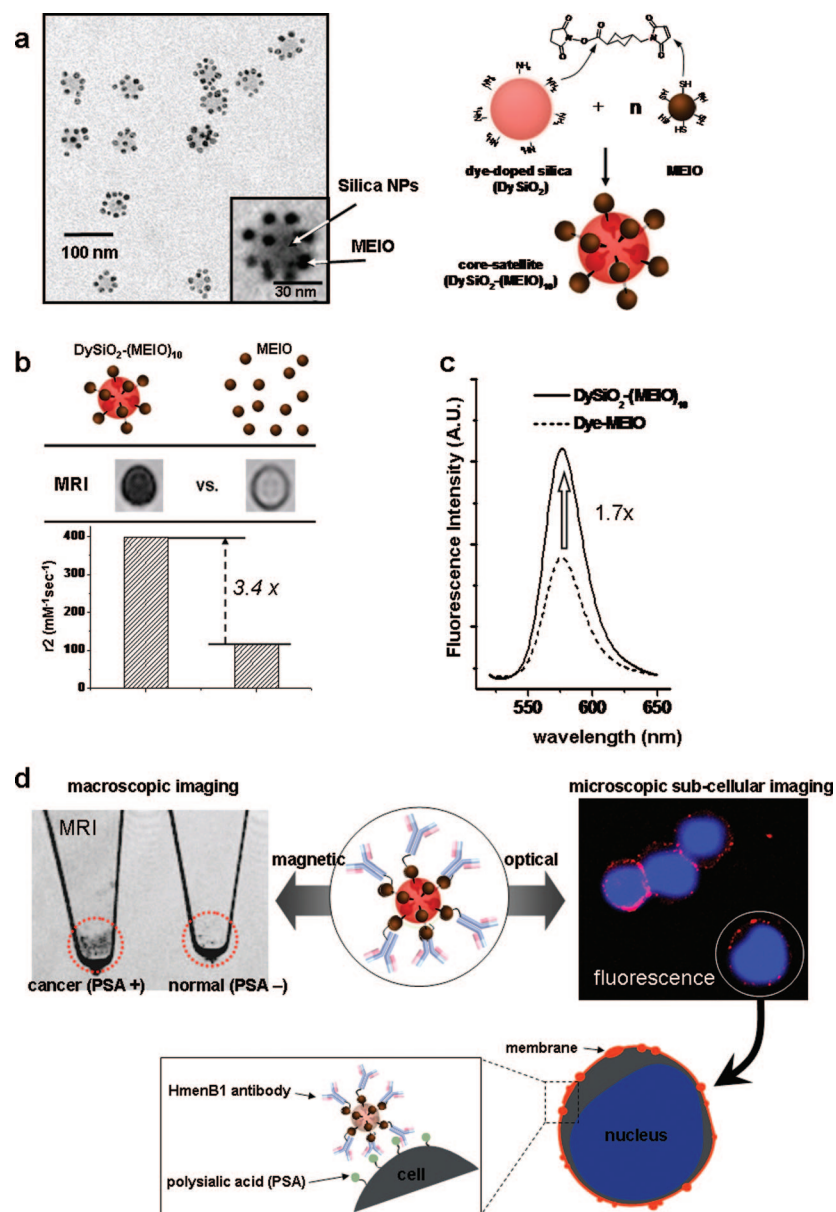 a
Silica NPs
MEIO
100 nm
30 nm
NH₂
SH
HS
+ n
dye-doped silica
(DySiO₂)
MEIO
core-satellite
(DySiO₂-(MEIO)₁₀)
b
DySiO₂-(MEIO)₁₀
MEIO
MRI
vs.
400
300
200
100
0
r2 (mM⁻¹sec⁻¹)
3.4 x
c
DySiO₂-(MEIO)₁₀
Dye-MEIO
1.7x
Fluorescence Intensity (A.U.)
550
600
650
wavelength (nm)
d
macroscopic imaging
microscopic sub-cellular imaging
MRI
magnetic
optical
cancer (PSA +)
normal (PSA –)
fluorescence
membrane
HmenB1 antibody
nucleus
polysialic acid (PSA)
cell